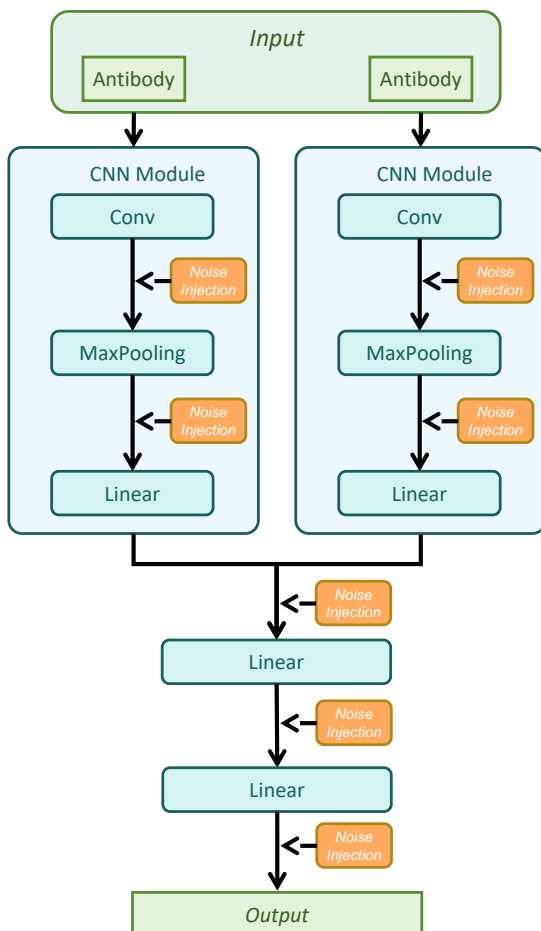 Input
Antibody
Antibody
CNN Module
Conv
Noise
Injection
MaxPooling
Noise
Injection
Linear
CNN Module
Conv
Noise
Injection
MaxPooling
Noise
Injection
Linear
Noise
Injection
Linear
Noise
Injection
Linear
Noise
Injection
Output